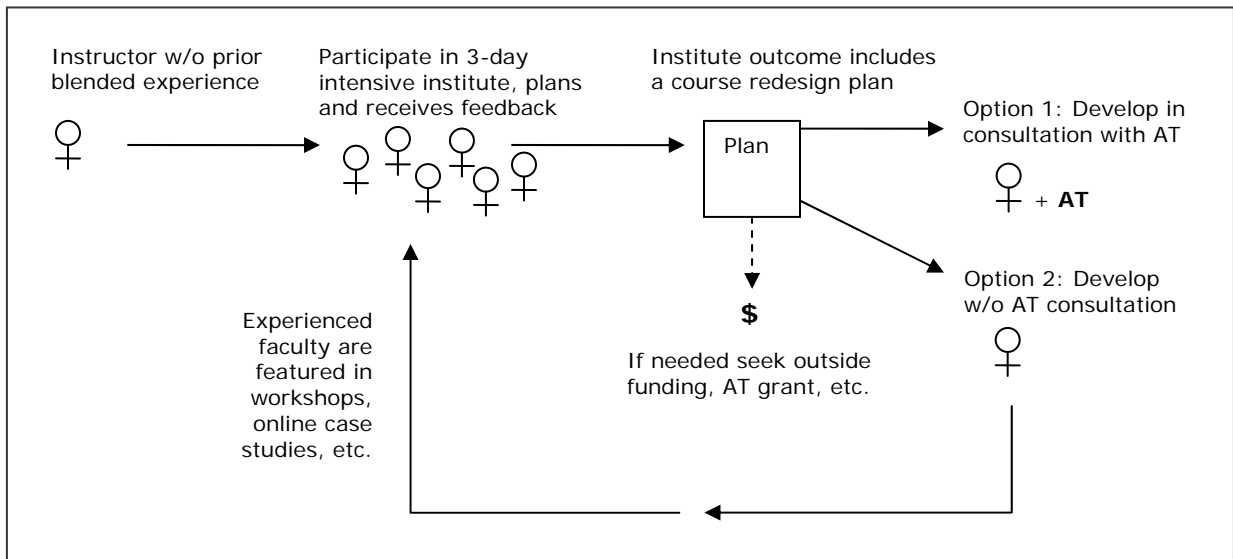 Instructor w/o prior
blended experience
Participate in 3-day
intensive institute, plans
and receives feedback
Institute outcome includes
a course redesign plan
Plan
Option 1: Develop in
consultation with AT
+ AT
Option 2: Develop
w/o AT consultation
$
If needed seek outside
funding, AT grant, etc.
Experienced
faculty are
featured in
workshops,
online case
studies, etc.